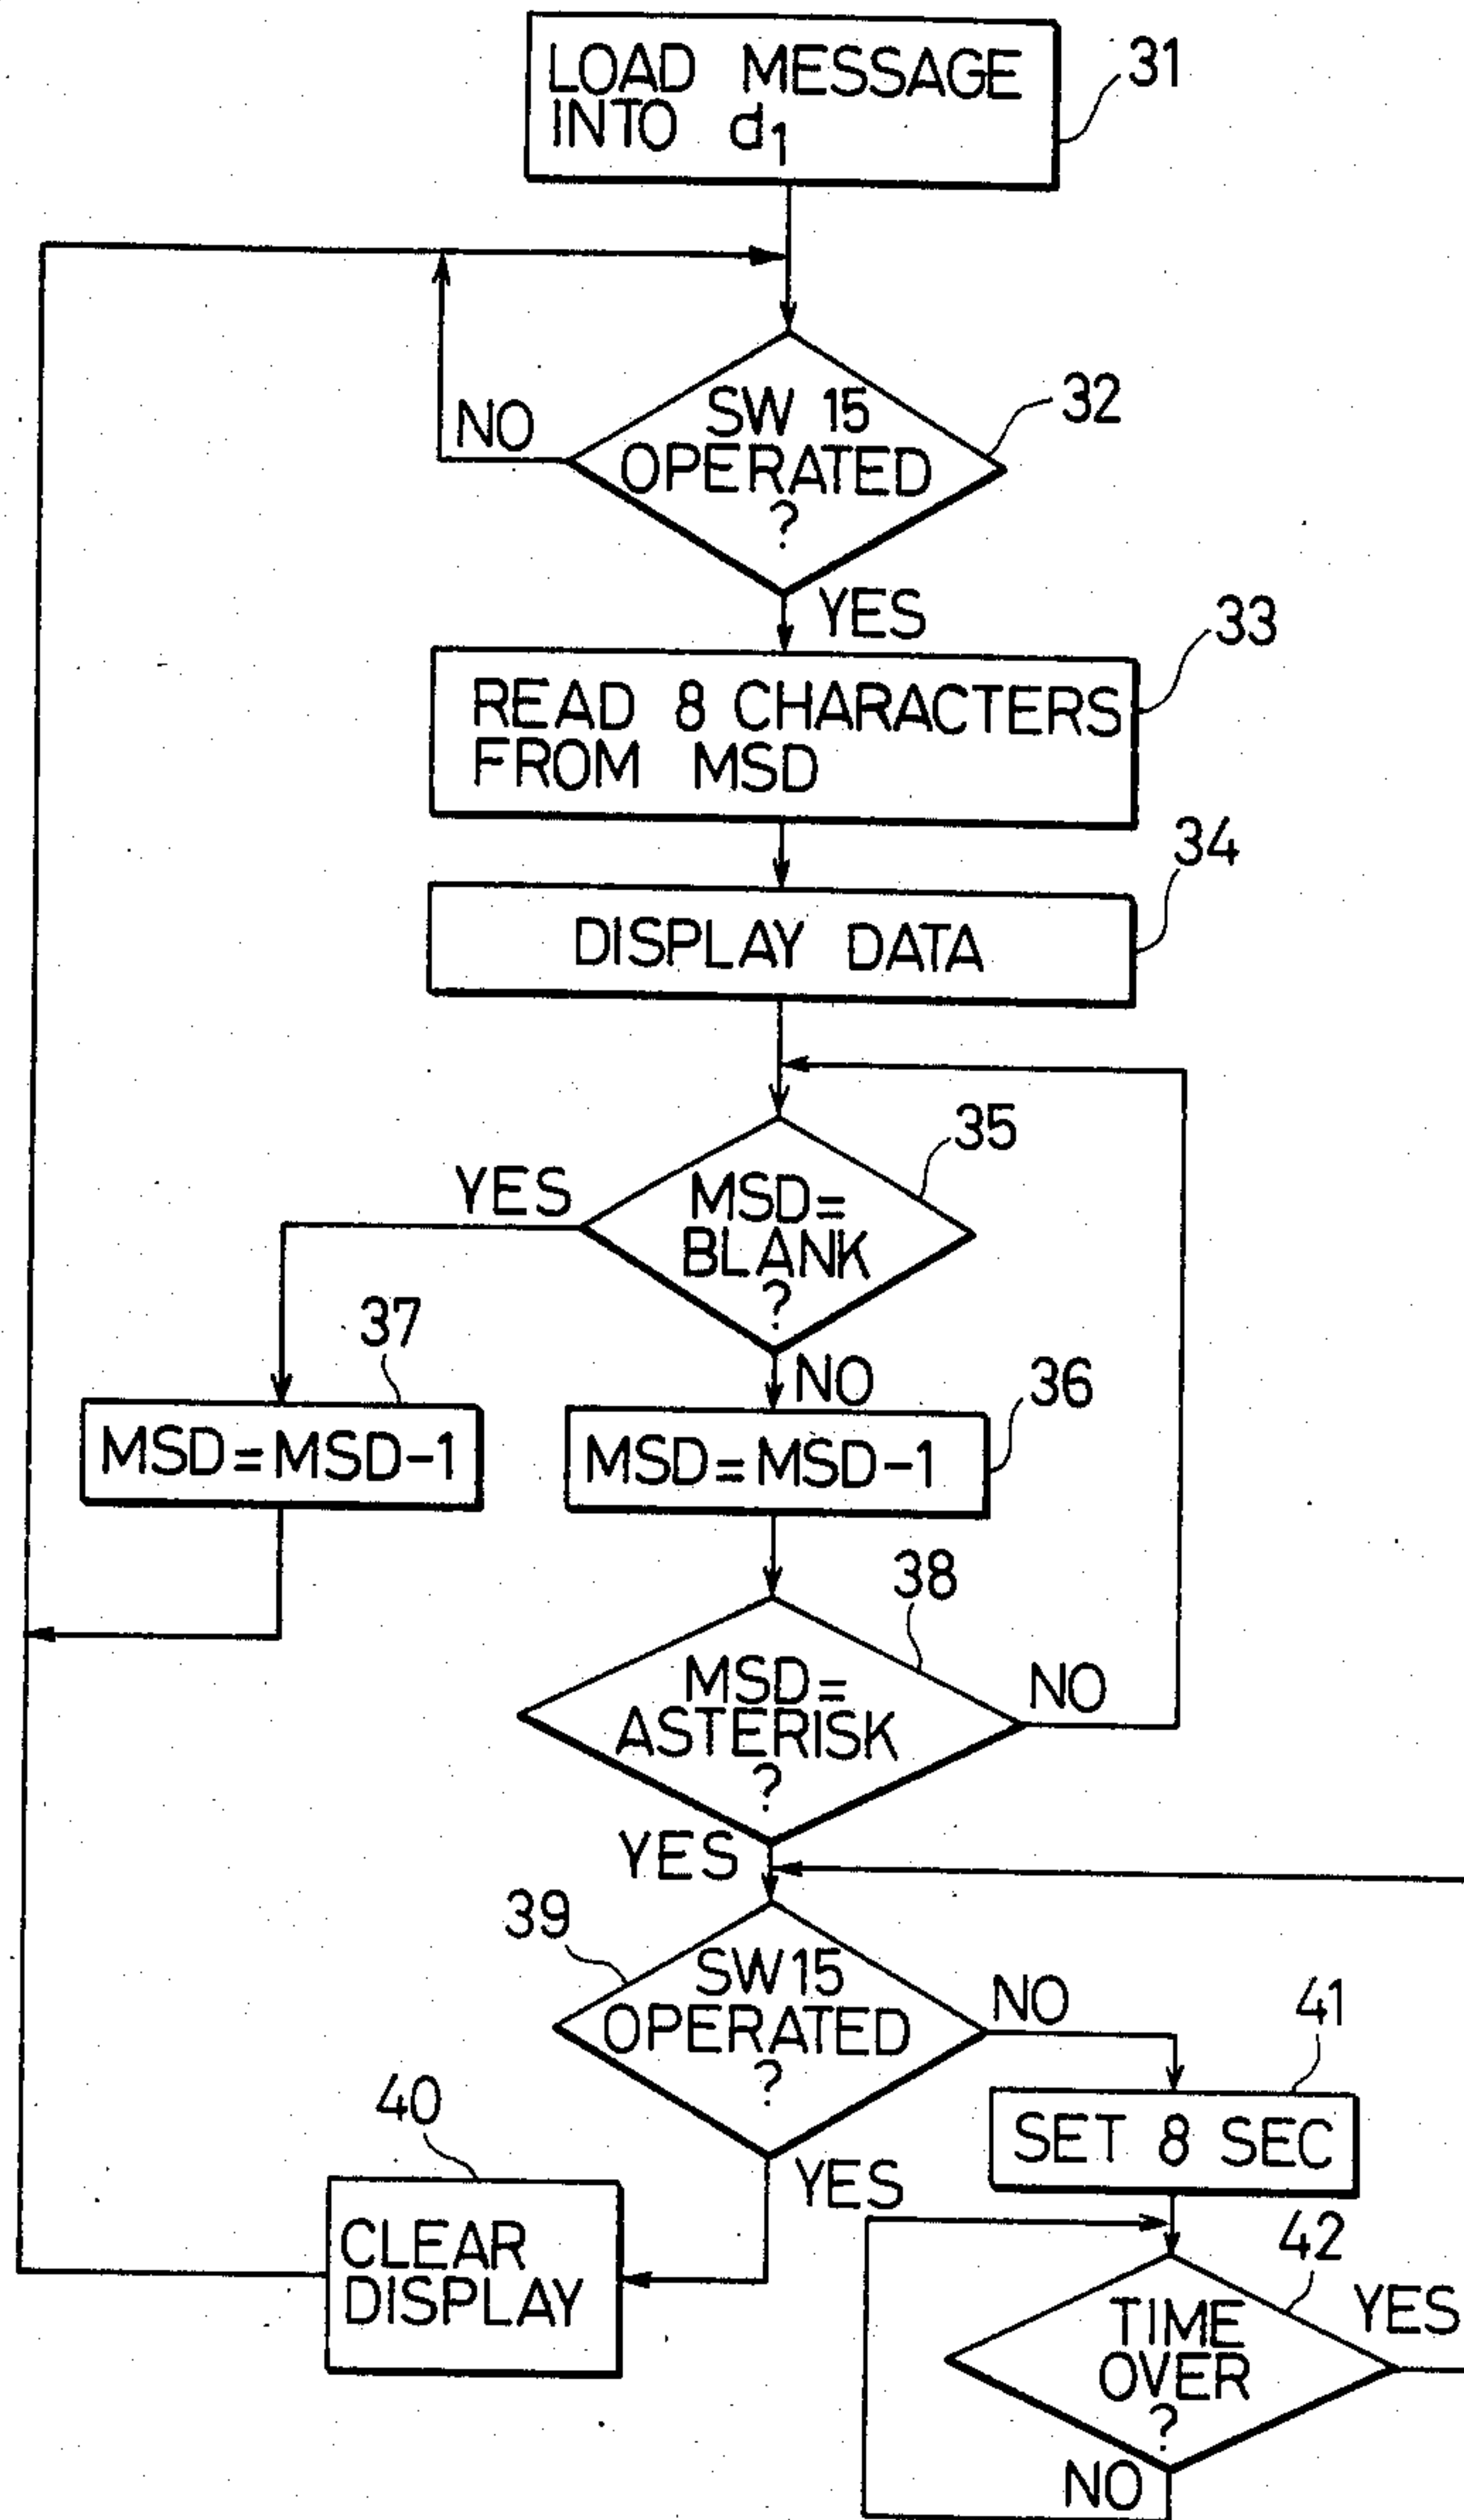 LOAD MESSAGE
INTO d1
31
SW 15
OPERATED
?
32
NO
YES
READ 8 CHARACTERS
FROM MSD
33
DISPLAY DATA
34
MSD=
BLANK
?
35
YES
NO
37
MSD=MSD-1
36
MSD=MSD-1
38
MSD=
ASTERISK
?
NO
YES
39
SW15
OPERATED
?
NO
YES
40
CLEAR
DISPLAY
41
SET 8 SEC
42
TIME
OVER
?
YES
NO